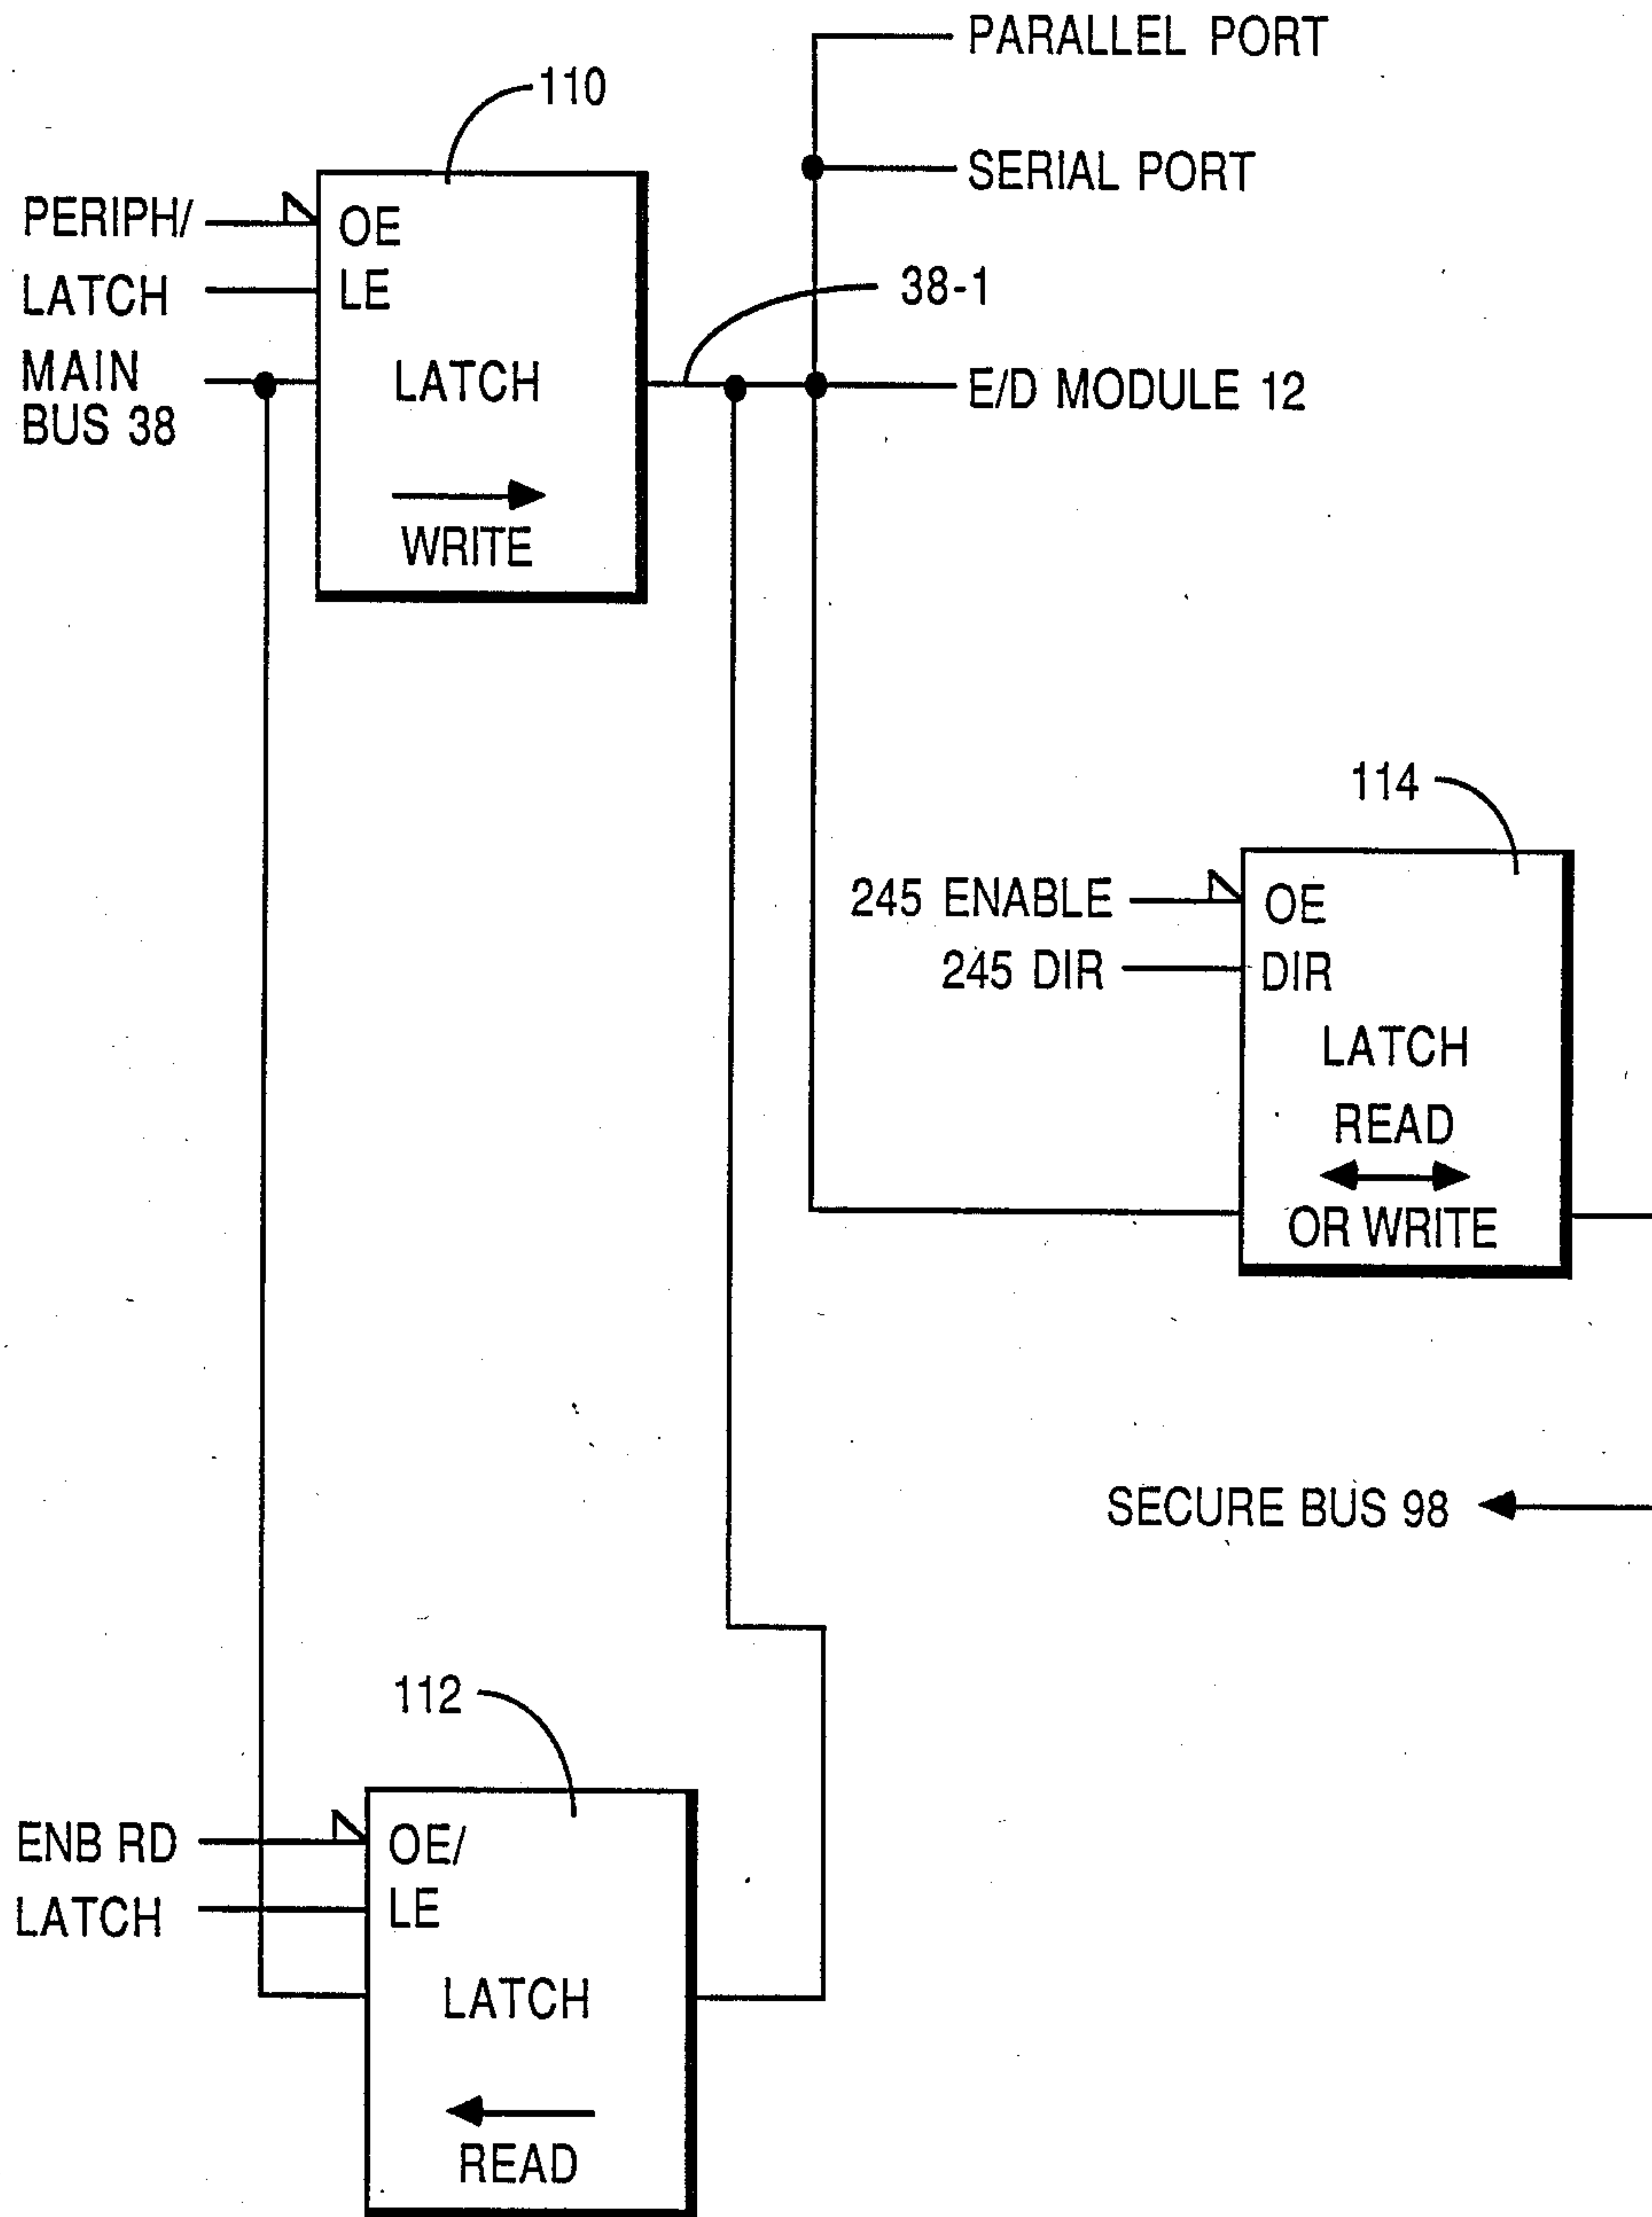 PARALLEL PORT
110
SERIAL PORT
PERIPH/
OE
LATCH
LE
38-1
MAIN
BUS 38
LATCH
E/D MODULE 12
WRITE
114
245 ENABLE
OE
245 DIR
DIR
LATCH
READ
OR WRITE
SECURE BUS 98
112
ENB RD
OE/
LATCH
LE
LATCH
READ